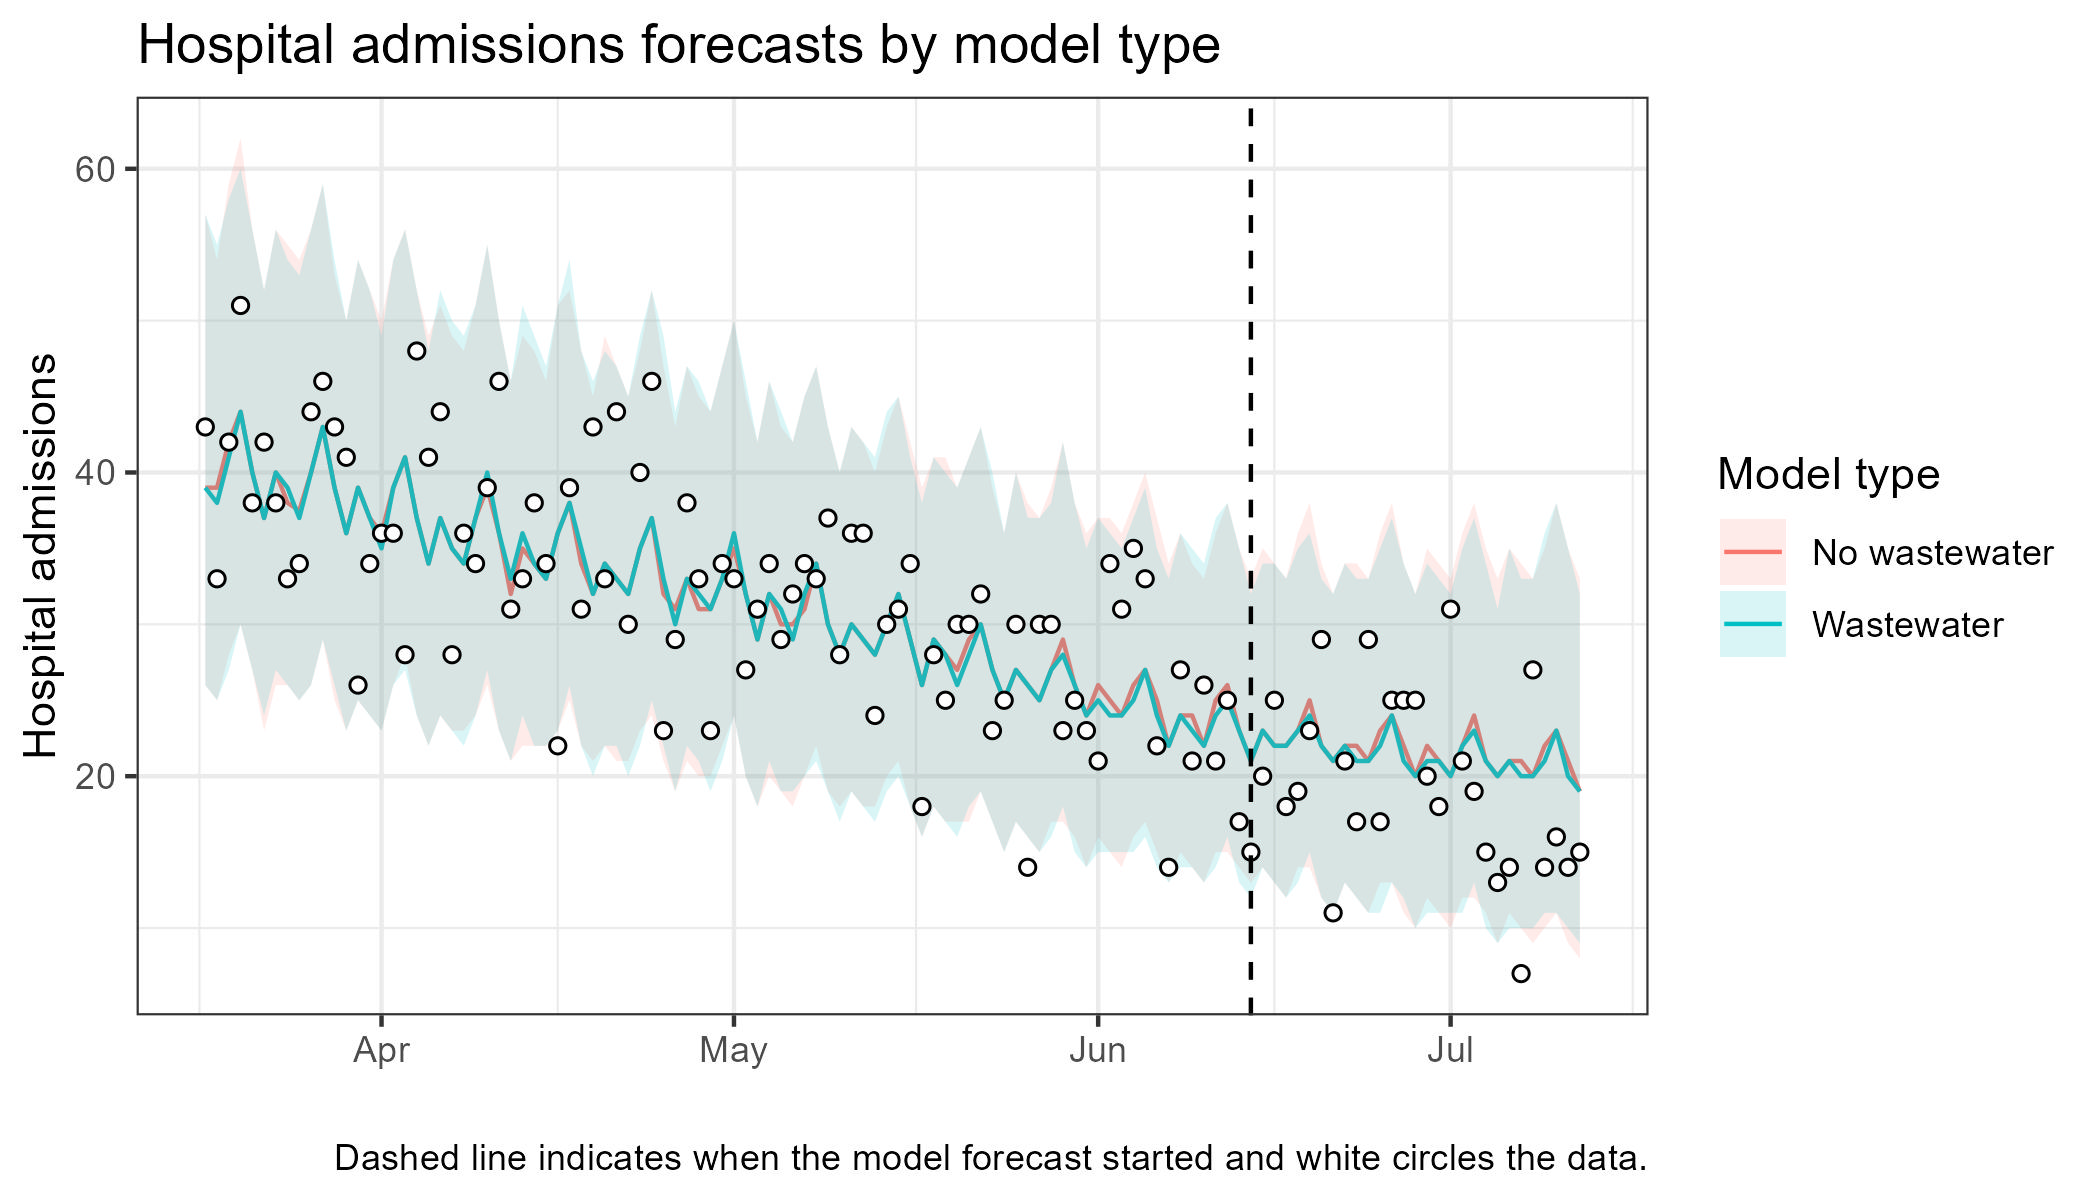 Hospital admissions forecasts by model type
Hospital admissions
60
40
20
Apr
May
Jun
Jul
Model type
No wastewater
Wastewater
Dashed line indicates when the model forecast started and white circles the data.